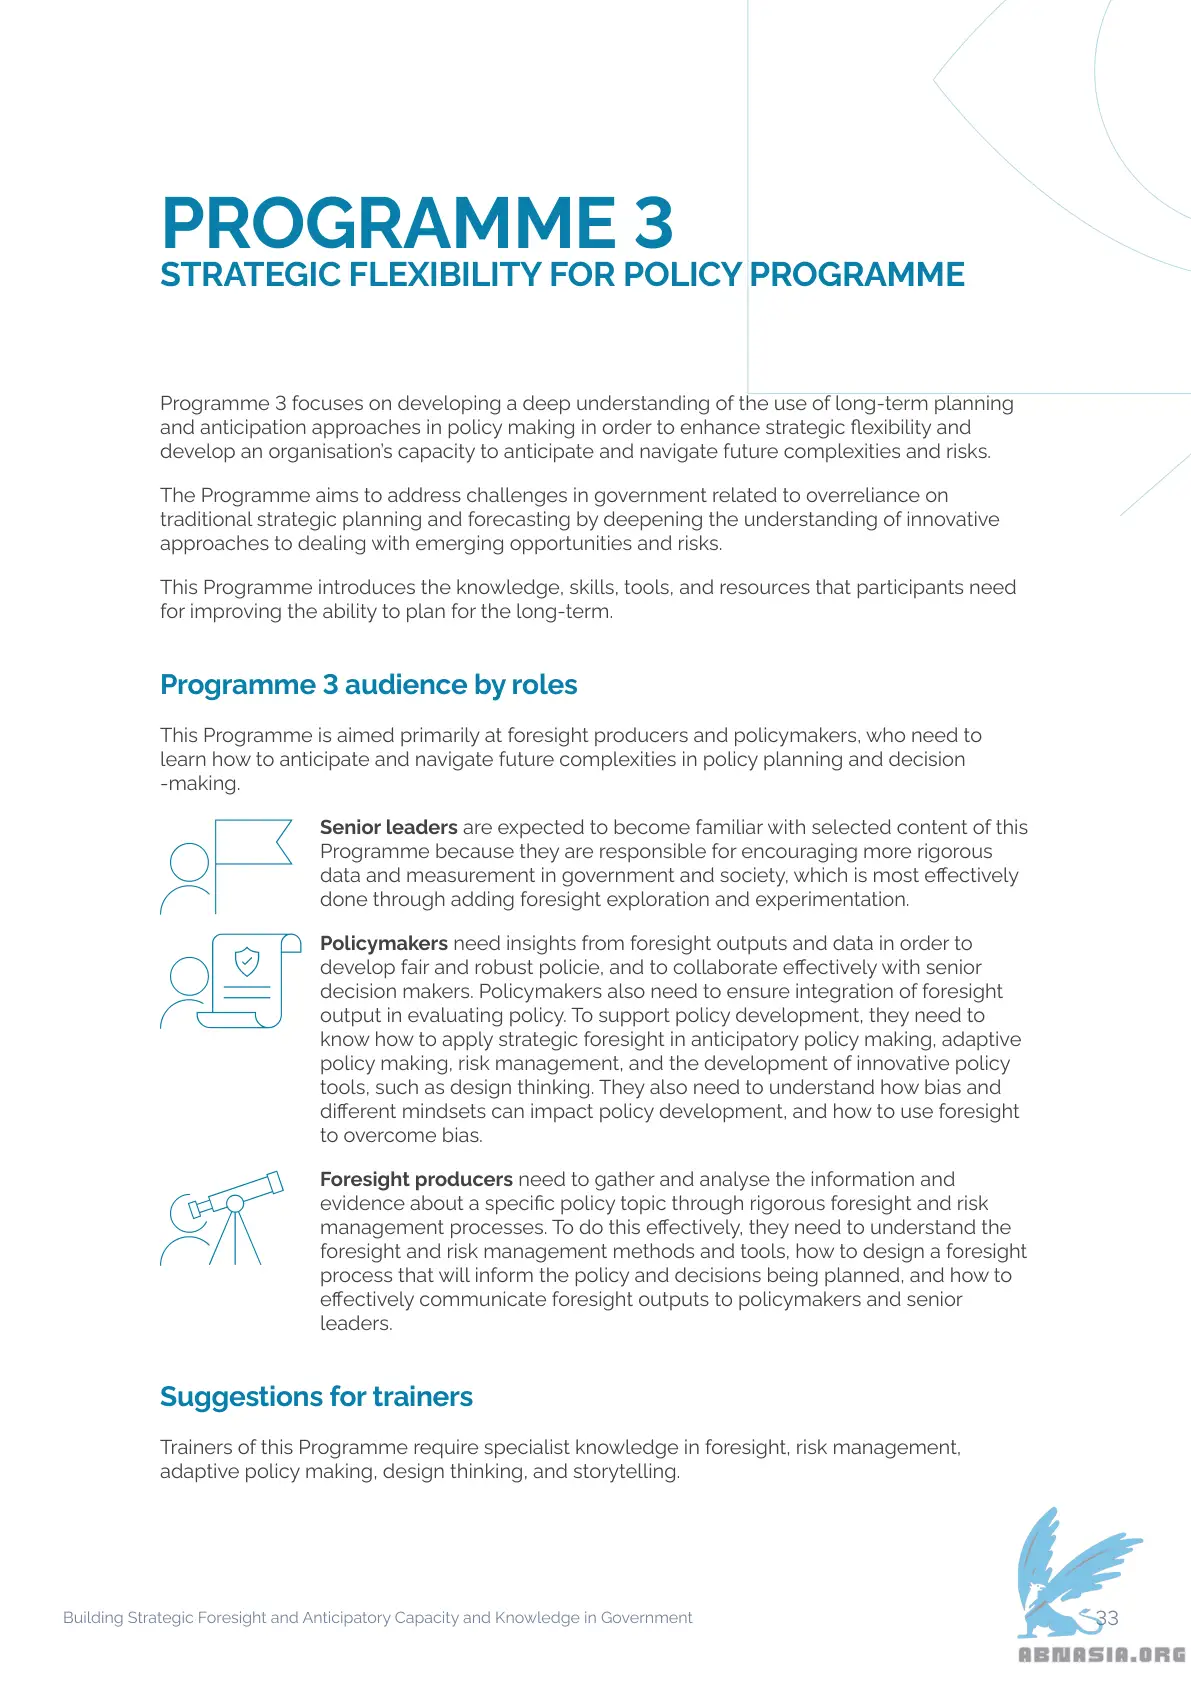 PROGRAMME 3
STRATEGIC FLEXIBILITY FOR POLICY PROGRAMME
Programme 3 focuses on developing a deep understanding of the use of long-term planning
and anticipation approaches in policy making in order to enhance strategic flexibility and
develop an organisation's capacity to anticipate and navigate future complexities and risks.
The Programme aims to address challenges in government related to overreliance on
traditional strategic planning and forecasting by deepening the understanding of innovative
approaches to dealing with emerging opportunities and risks.
This Programme introduces the knowledge, skills, tools, and resources that participants need
for improving the ability to plan for the long-term.
Programme 3 audience by roles
This Programme is aimed primarily at foresight producers and policymakers, who need to
learn how to anticipate and navigate future complexities in policy planning and decision
-making.
Senior leaders are expected to become familiar with selected content of this
Programme because they are responsible for encouraging more rigorous
data and measurement in government and society, which is most effectively
done through adding foresight exploration and experimentation.
Policymakers need insights from foresight outputs and data in order to
develop fair and robust policie, and to collaborate effectively with senior
decision makers. Policymakers also need to ensure integration of foresight
output in evaluating policy. To support policy development, they need to
know how to apply strategic foresight in anticipatory policy making, adaptive
policy making, risk management, and the development of innovative policy
tools, such as design thinking. They also need to understand how bias and
different mindsets can impact policy development, and how to use foresight
to overcome bias.
Foresight producers need to gather and analyse the information and
evidence about a specific policy topic through rigorous foresight and risk
management processes. To do this effectively, they need to understand the
foresight and risk management methods and tools, how to design a foresight
process that will inform the policy and decisions being planned, and how to
effectively communicate foresight outputs to policymakers and senior
leaders.
Suggestions for trainers
Trainers of this Programme require specialist knowledge in foresight, risk management,
adaptive policy making, design thinking, and storytelling.
Building Strategic Foresight and Anticipatory Capacity and Knowledge in Government
33
ABNASIA.ORG